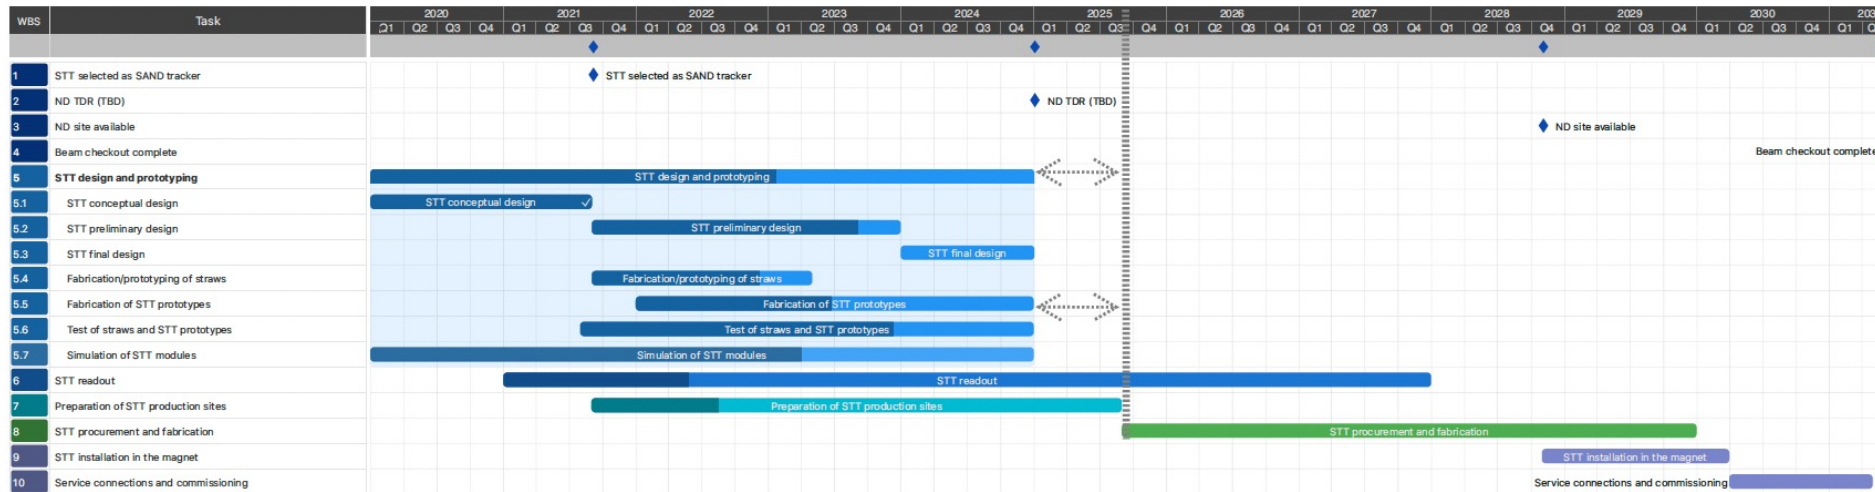 WBS Task 2020 2021 2022 2023 2024 2025 2026 2027 2028 2029 2030
Q1 Q2 Q3 Q4 Q1 Q2 Q3 Q4 Q1 Q2 Q3 Q4 Q1 Q2 Q3 Q4 Q1 Q2 Q3 Q4 Q1 Q2 Q3 Q4 Q1 Q2 Q3 Q4 Q1 Q2 Q3 Q4 Q1 Q2 Q3 Q4 Q1 Q2 Q3 Q4 Q1 Q2 Q3 Q4 Q1
1 STT selected as SAND tracker STT selected as SAND tracker
2 ND TDR (TBD) ND TDR (TBD)
3 ND site available ND site available
4 Beam checkout complete Beam checkout complete
5 STT design and prototyping STT design and prototyping
5.1 STT conceptual design STT conceptual design
5.2 STT preliminary design STT preliminary design
5.3 STT final design STT final design
5.4 Fabrication/prototyping of straws Fabrication/prototyping of straws
5.5 Fabrication of STT prototypes Fabrication of STT prototypes
5.6 Test of straws and STT prototypes Test of straws and STT prototypes
5.7 Simulation of STT modules Simulation of STT modules
6 STT readout STT readout
7 Preparation of STT production sites Preparation of STT production sites
8 STT procurement and fabrication STT procurement and fabrication
9 STT installation in the magnet STT installation in the magnet
10 Service connections and commissioning Service connections and commissioning